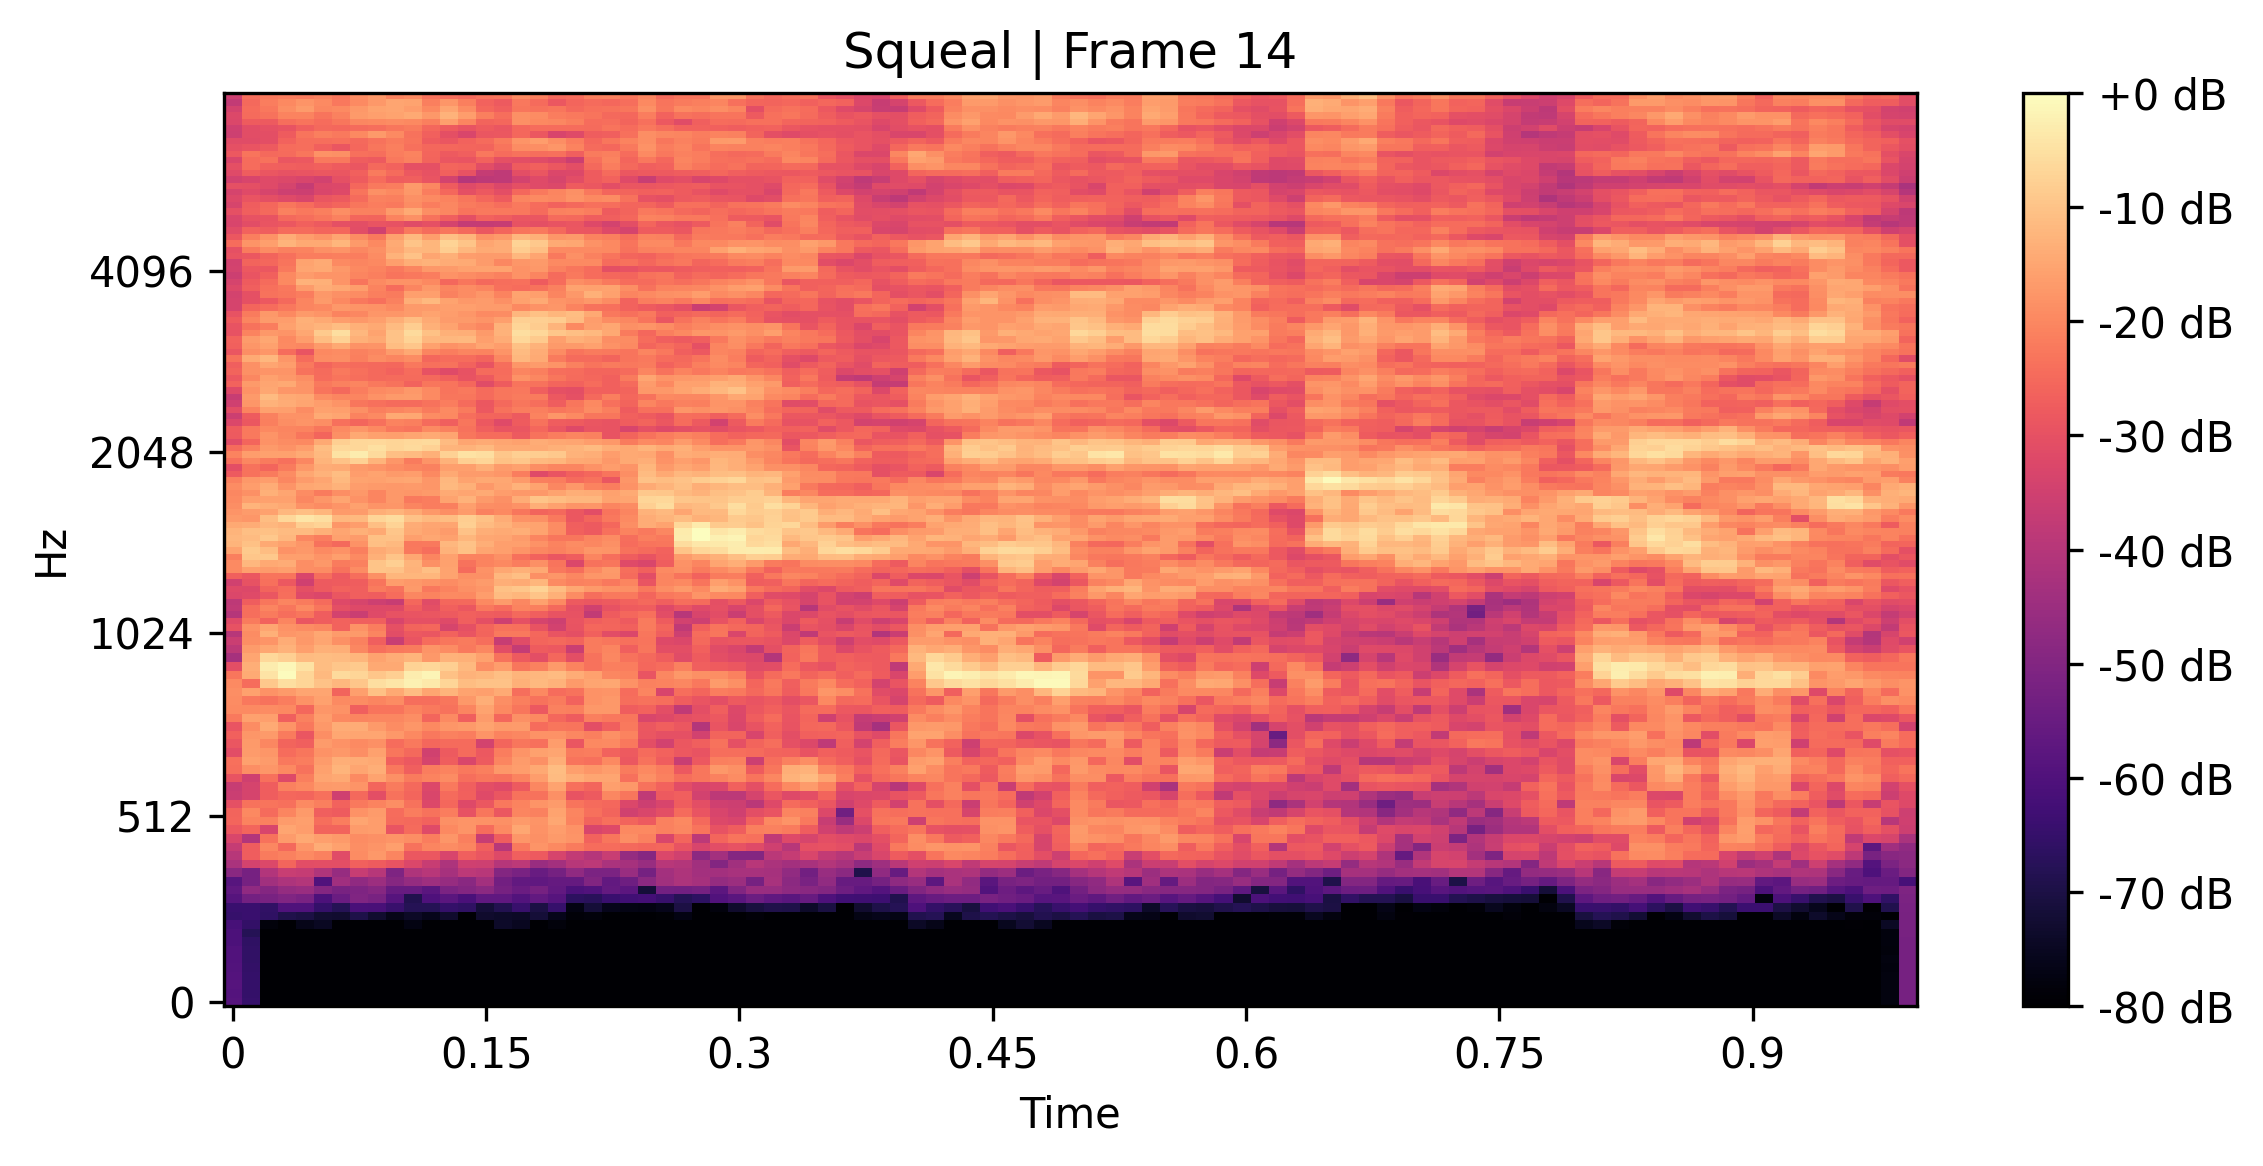 Squeal | Frame 14
+0 dB
-10 dB
-20 dB
-30 dB
-40 dB
-50 dB
-60 dB
-70 dB
-80 dB
Hz
4096
2048
1024
512
0
0 0.15 0.3 0.45 0.6 0.75 0.9
Time